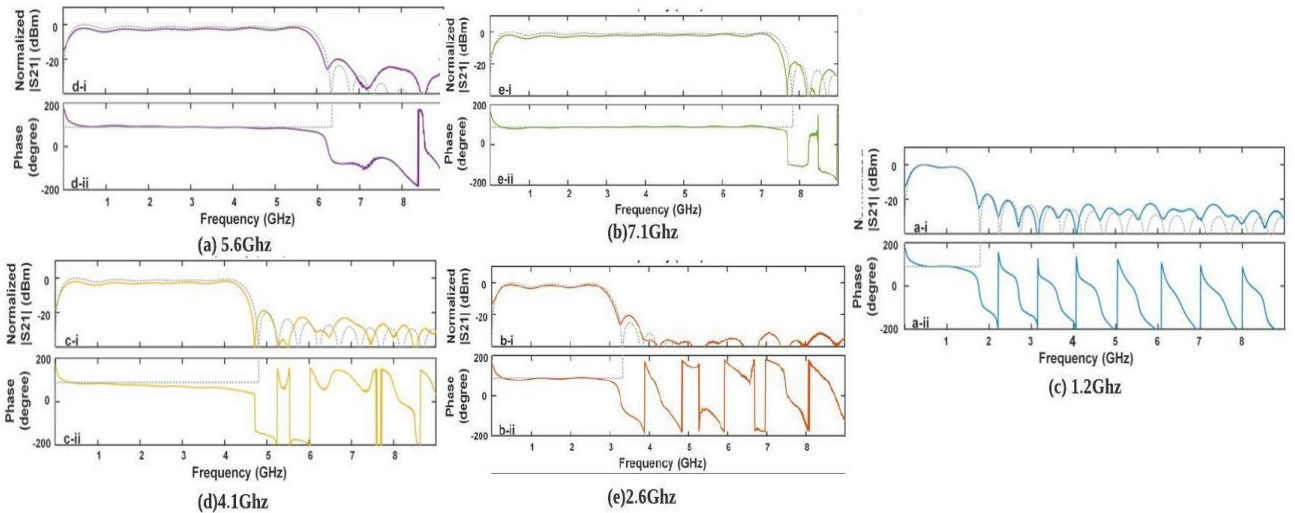 Normalized
|S21| (dBm)
0
-20
d-i
Phase
(degree)
200
0
-200
d-ii
1 2 3 4 5 6 7 8
Frequency (GHz)
(a) 5.6Ghz
Normalized
|S21| (dBm)
0
-20
e-i
Phase
(degree)
200
0
-200
e-ii
1 2 3 4 5 6 7 8
Frequency (GHz)
(b)7.1Ghz
Normalized
|S21| (dBm)
0
-20
c-i
Phase
(degree)
200
0
-200
c-ii
1 2 3 4 5 6 7 8
Frequency (GHz)
(d)4.1Ghz
Normalized
|S21| (dBm)
0
-20
b-i
Phase
(degree)
200
0
-200
b-ii
1 2 3 4 5 6 7 8
Frequency (GHz)
(e)2.6Ghz
|S21| (dBm)
0
-20
a-i
Phase
(degree)
200
0
-200
a-ii
1 2 3 4 5 6 7 8
Frequency (GHz)
(c) 1.2Ghz